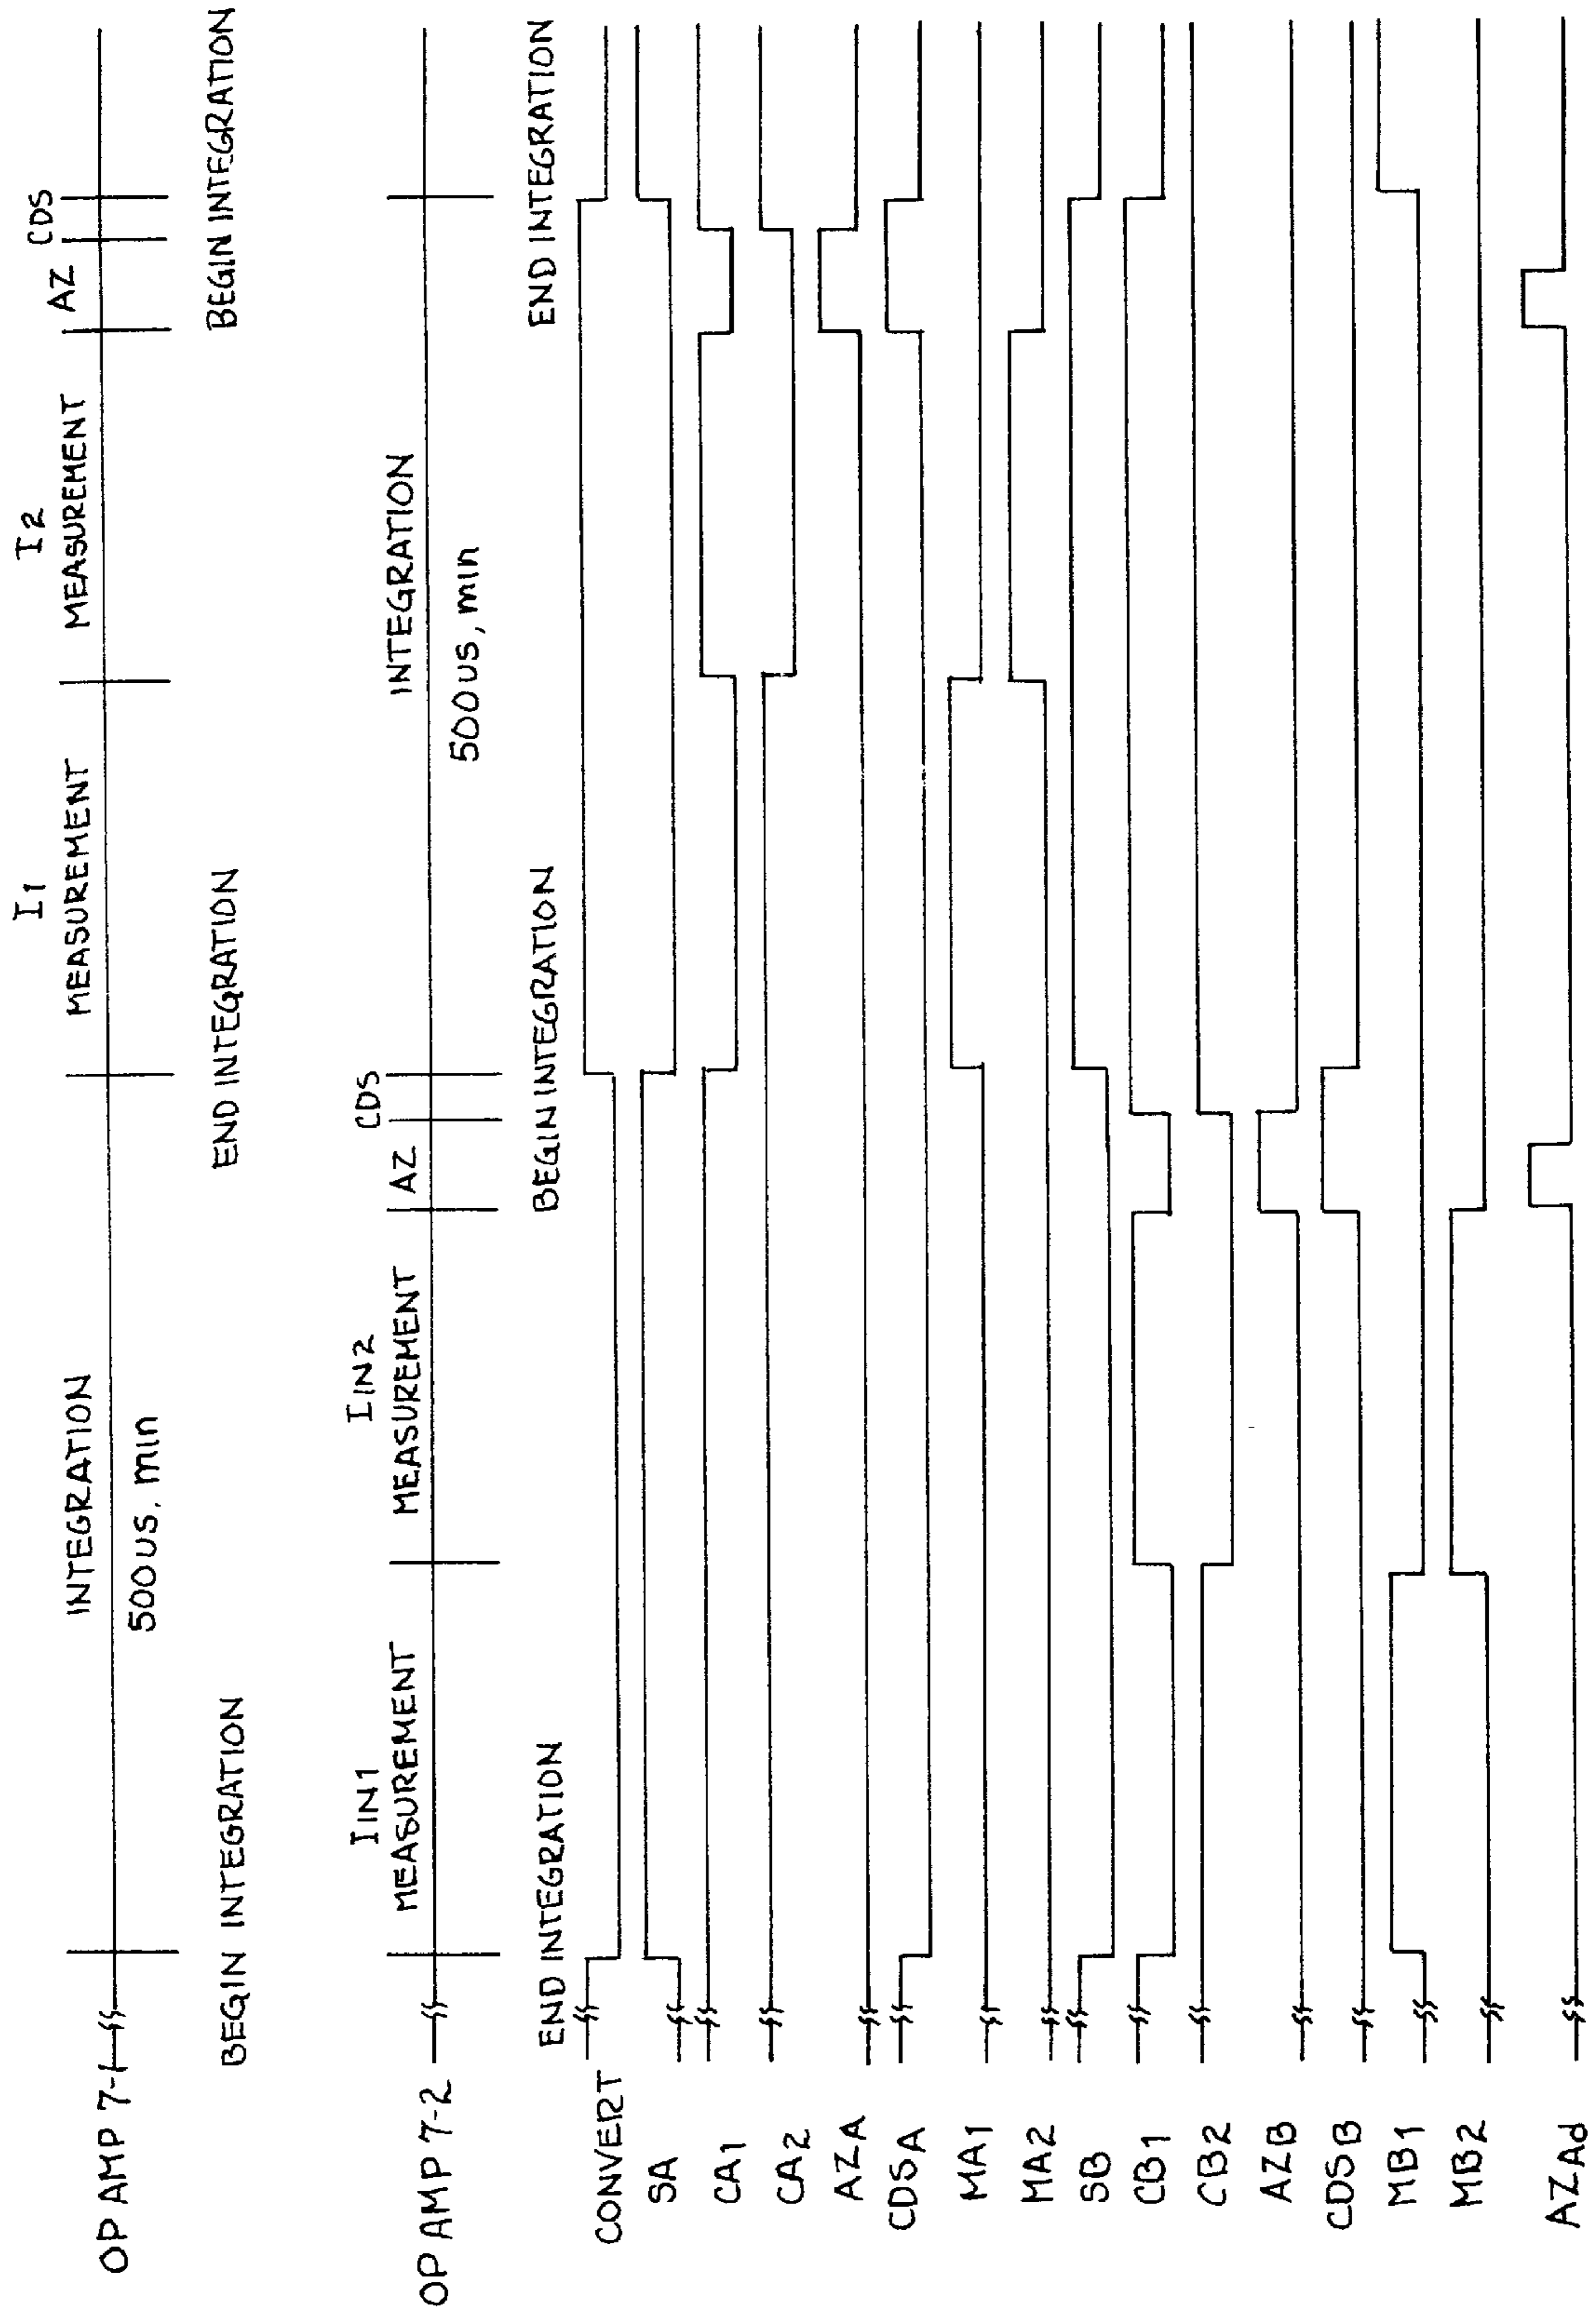 OP AMP 7-1
INTEGRATION
500us, min
I1
MEASUREMENT
I2
MEASUREMENT
AZ
CDS
BEGIN INTEGRATION
END INTEGRATION
BEGIN INTEGRATION
OP AMP 7-2
IIN1
MEASUREMENT
IIN2
MEASUREMENT
AZ
CDS
INTEGRATION
500us, min
END INTEGRATION
BEGIN INTEGRATION
END INTEGRATION
CONVERT
SA
CA1
CA2
AZA
CDSA
MA1
MA2
SB
CB1
CB2
AZB
CDSB
MB1
MB2
AZAd